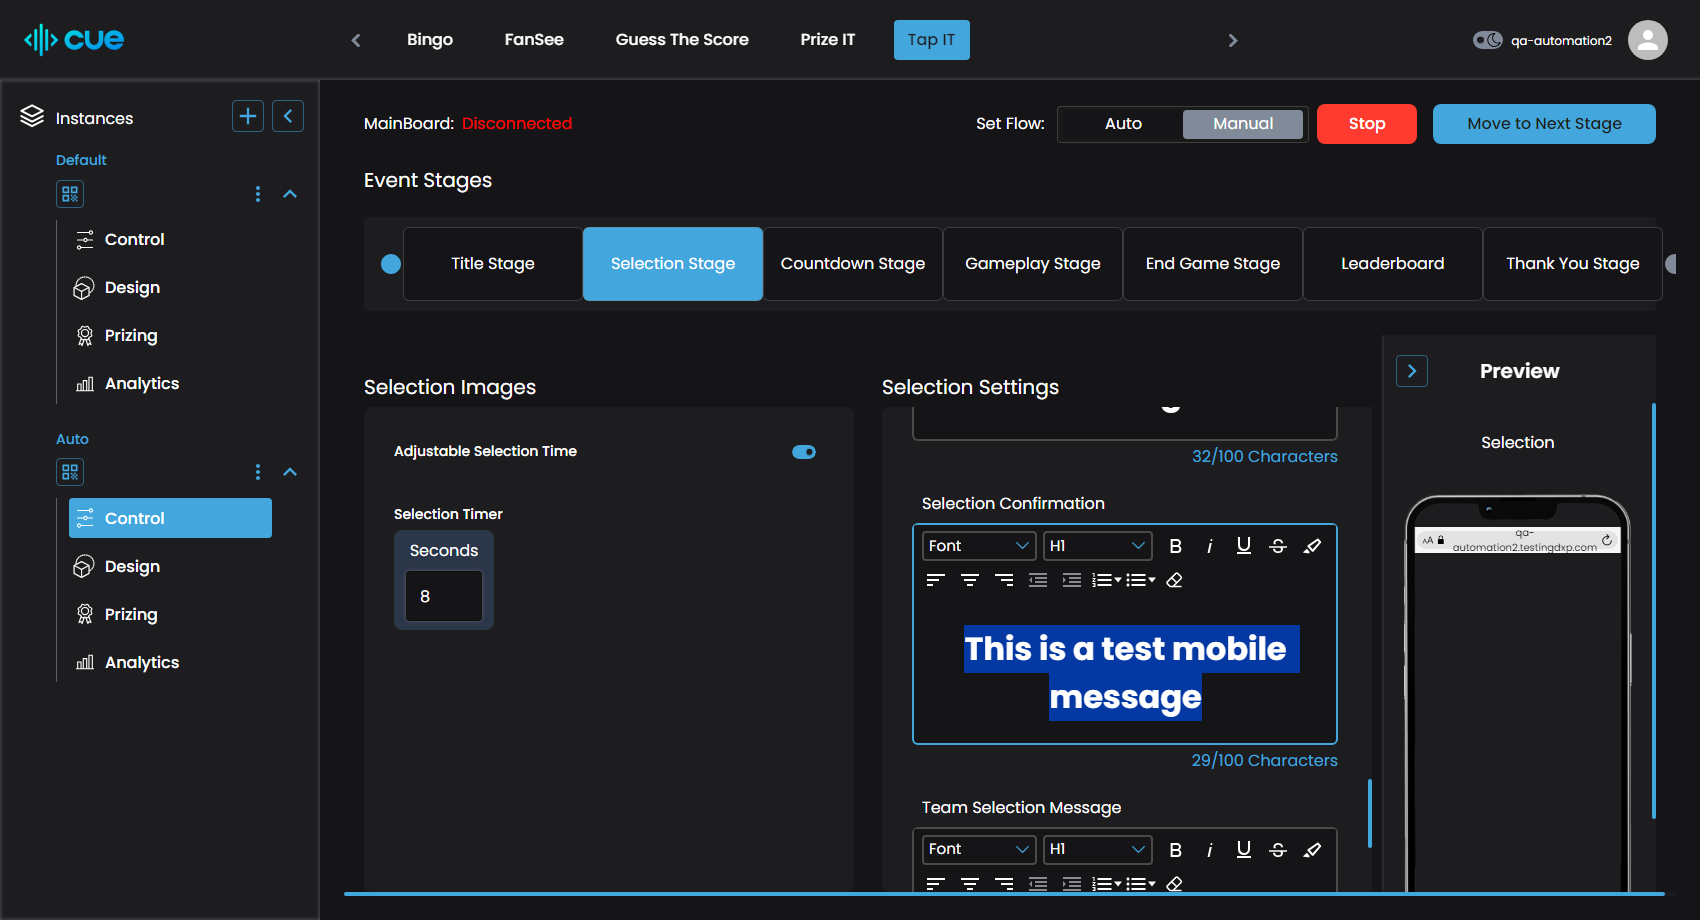 cue
Bingo
FanSee
Guess The Score
Prize IT
Tap IT
qa-automation2
Instances
Default
Control
Design
Prizing
Analytics
Auto
Control
Design
Prizing
Analytics
MainBoard: Disconnected
Set Flow:
Auto
Manual
Stop
Move to Next Stage
Event Stages
Title Stage
Selection Stage
Countdown Stage
Gameplay Stage
End Game Stage
Leaderboard
Thank You Stage
Selection Images
Adjustable Selection Time
Selection Timer
Seconds
8
Selection Settings
32/100 Characters
Selection Confirmation
Font
H1
This is a test mobile
message
29/100 Characters
Team Selection Message
Font
H1
Preview
Selection
AA
qa-
automation2.testingdxp.com